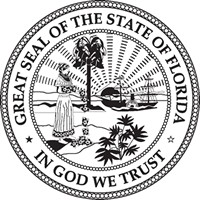 GREAT SEAL OF THE STATE OF FLORIDA
IN GOD WE TRUST